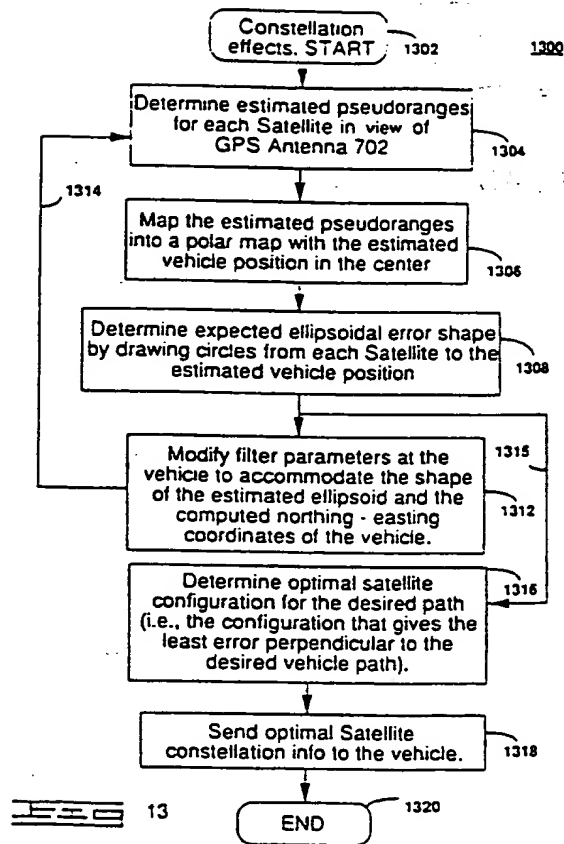 Constellation
effects. START
1302
1300
Determine estimated pseudoranges
for each Satellite in view of
GPS Antenna 702
1304
1314
Map the estimated pseudoranges
into a polar map with the estimated
vehicle position in the center
1306
Determine expected ellipsoidal error shape
by drawing circles from each Satellite to the
estimated vehicle position
1308
1315
Modify filter parameters at the
vehicle to accommodate the shape
of the estimated ellipsoid and the
computed northing - easting
coordinates of the vehicle.
1312
1316
Determine optimal satellite
configuration for the desired path
(i.e., the configuration that gives the
least error perpendicular to the
desired vehicle path).
Send optimal Satellite
constellation info to the vehicle.
1318
1320
END
13